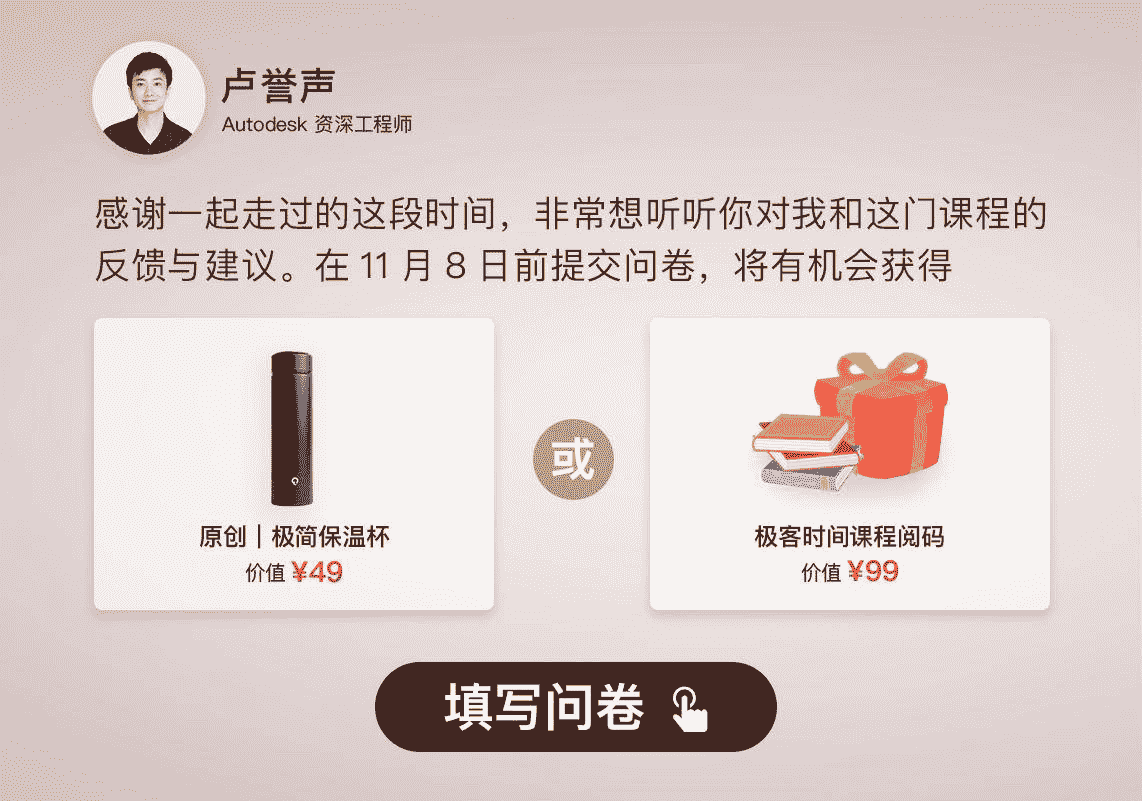 卢誉声
Autodesk 资深工程师
感谢一起走过的这段时间，非常想听听你对我和这门课程的
反馈与建议。在 11 月 8 日前提交问卷，将有机会获得
原创｜极简保温杯
价值 ¥49
或
极客时间课程阅码
价值 ¥99
填写问卷